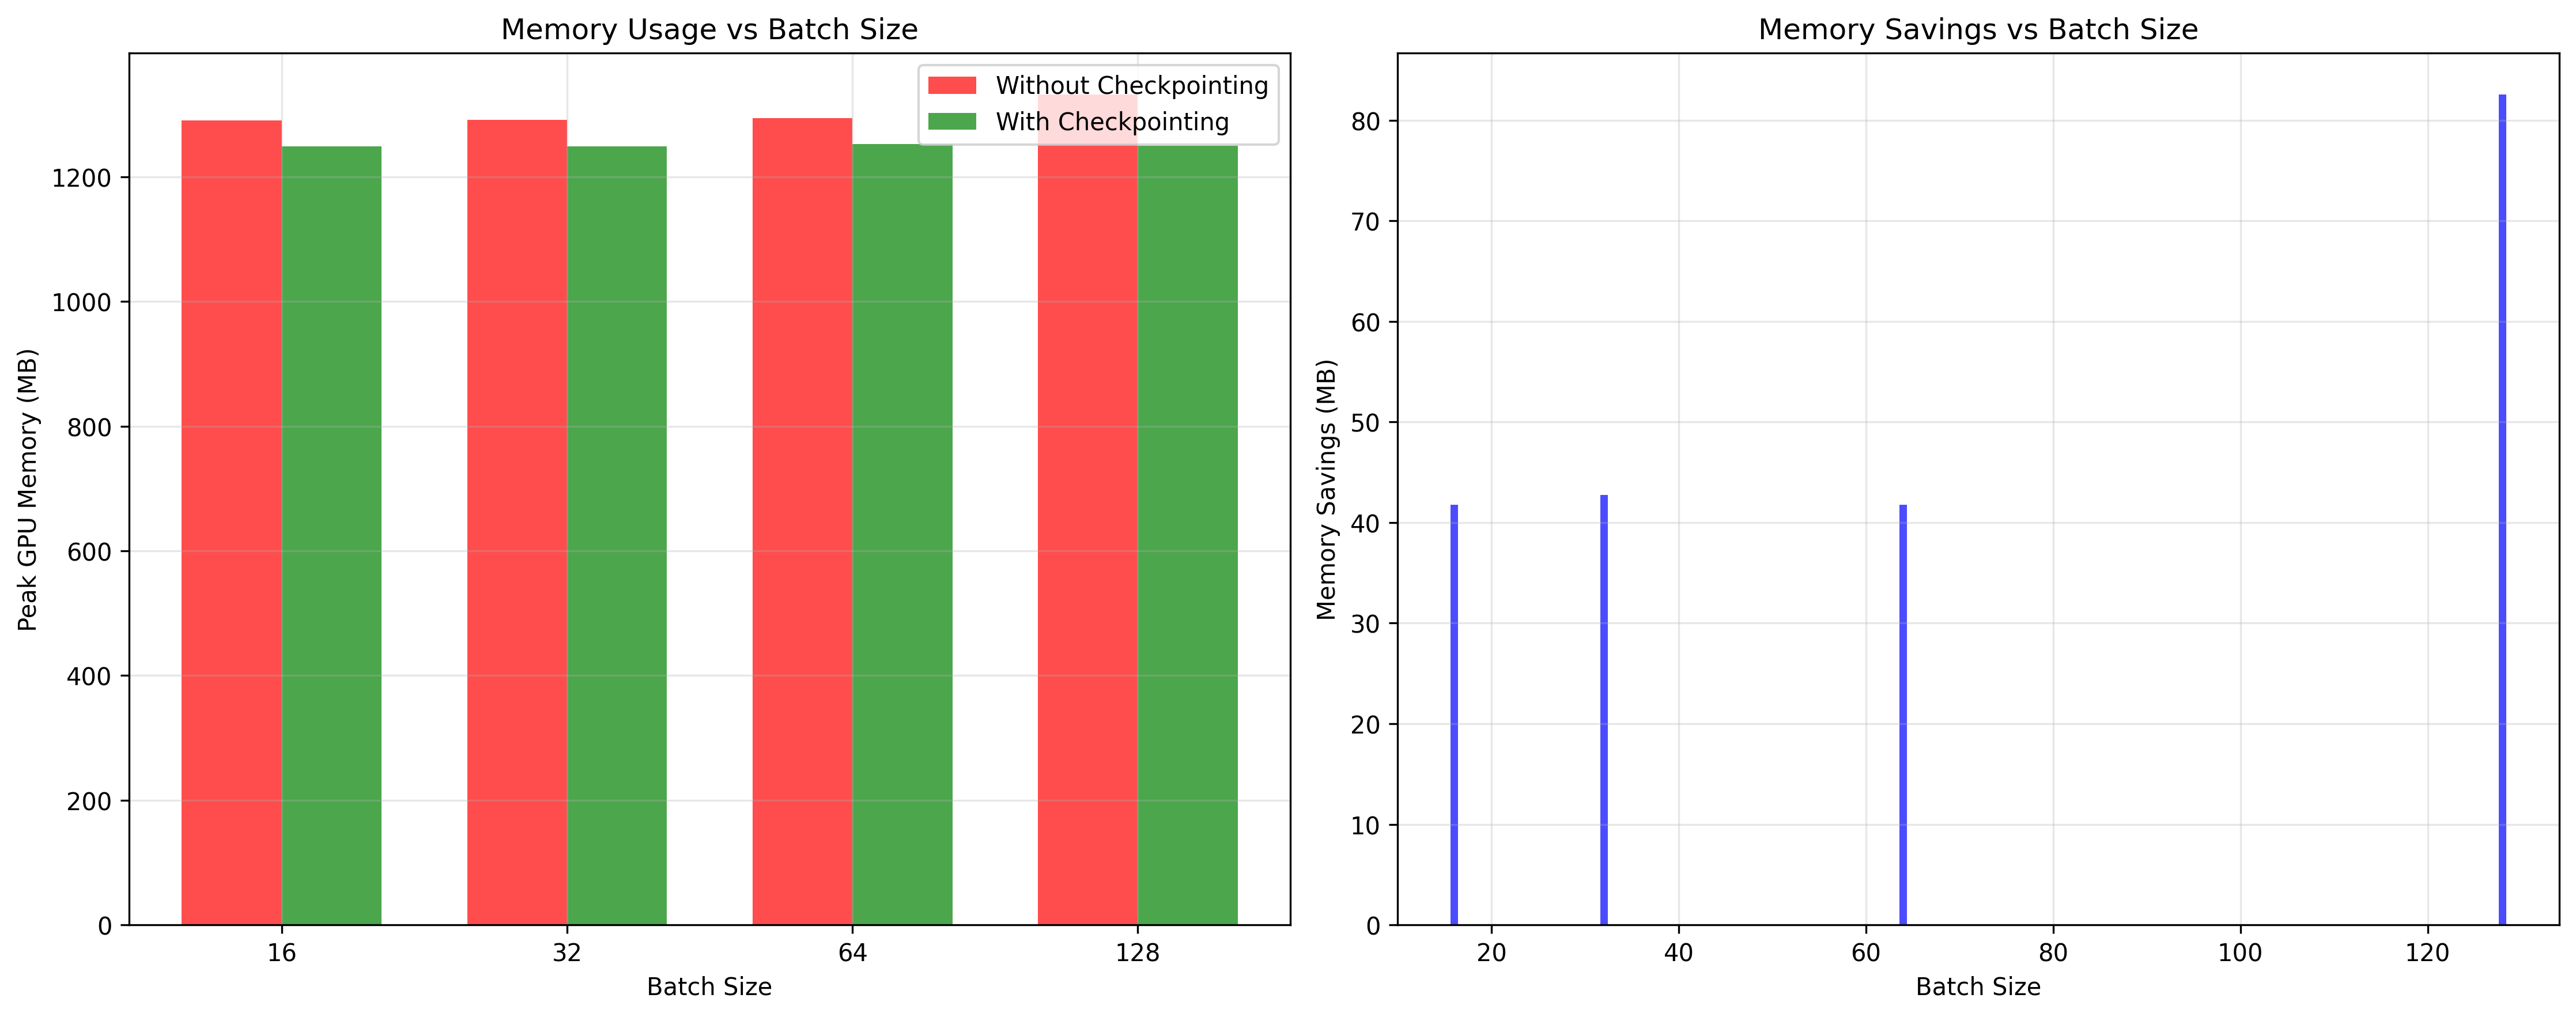 Memory Usage vs Batch Size
Without Checkpointing
With Checkpointing
Peak GPU Memory (MB)
1200
1000
800
600
400
200
0
16 32 64 128
Batch Size
Memory Savings vs Batch Size
Memory Savings (MB)
80
70
60
50
40
30
20
10
0
20 40 60 80 100 120
Batch Size